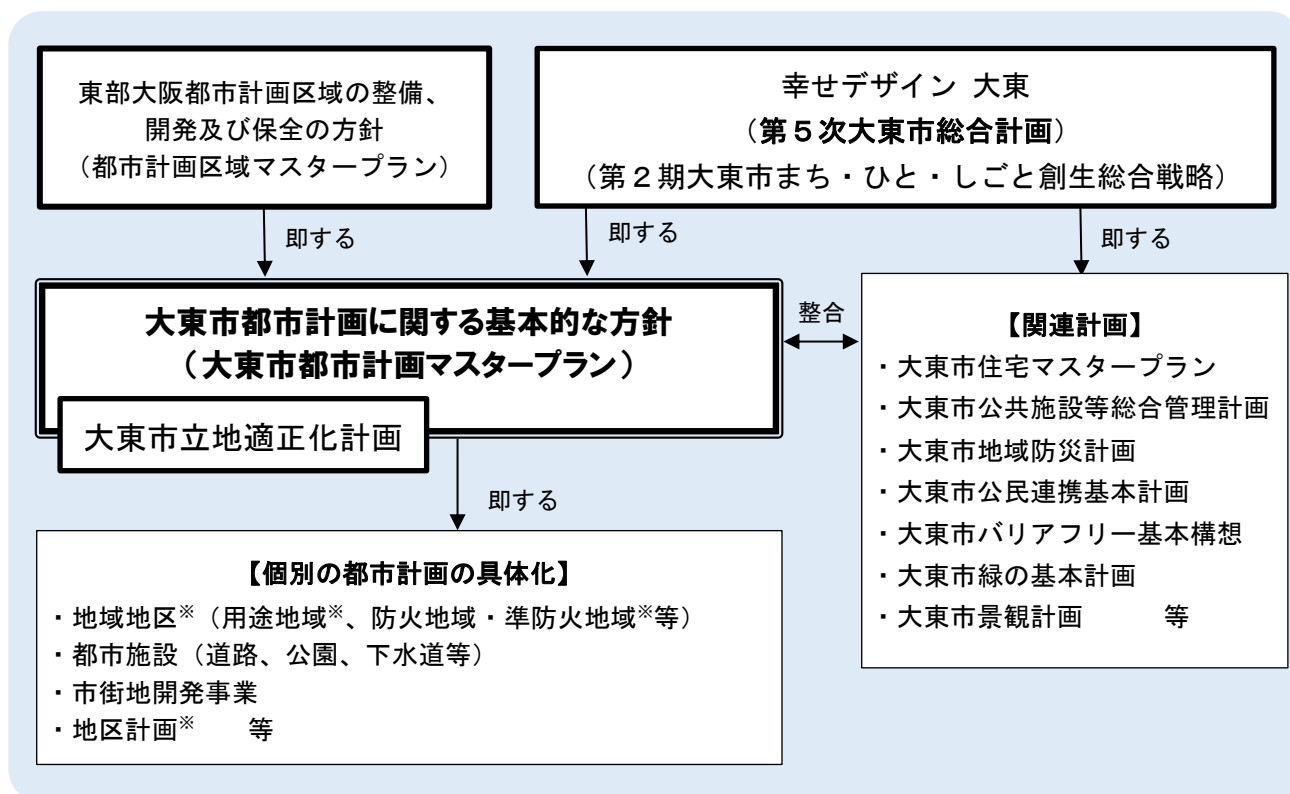 東部大阪都市計画区域の整備、
開発及び保全の方針
（都市計画区域マスタープラン）
幸せデザイン 大東
（第５次大東市総合計画）
（第２期大東市まち・ひと・しごと創生総合戦略）
即する
即する
即する
大東市都市計画に関する基本的な方針
（大東市都市計画マスタープラン）
大東市立地適正化計画
整合
【関連計画】
・大東市住宅マスタープラン
・大東市公共施設等総合管理計画
・大東市地域防災計画
・大東市公民連携基本計画
・大東市バリアフリー基本構想
・大東市緑の基本計画
・大東市景観計画　　　等
即する
【個別の都市計画の具体化】
・地域地区※（用途地域※、防火地域・準防火地域※等）
・都市施設（道路、公園、下水道等）
・市街地開発事業
・地区計画※　　等